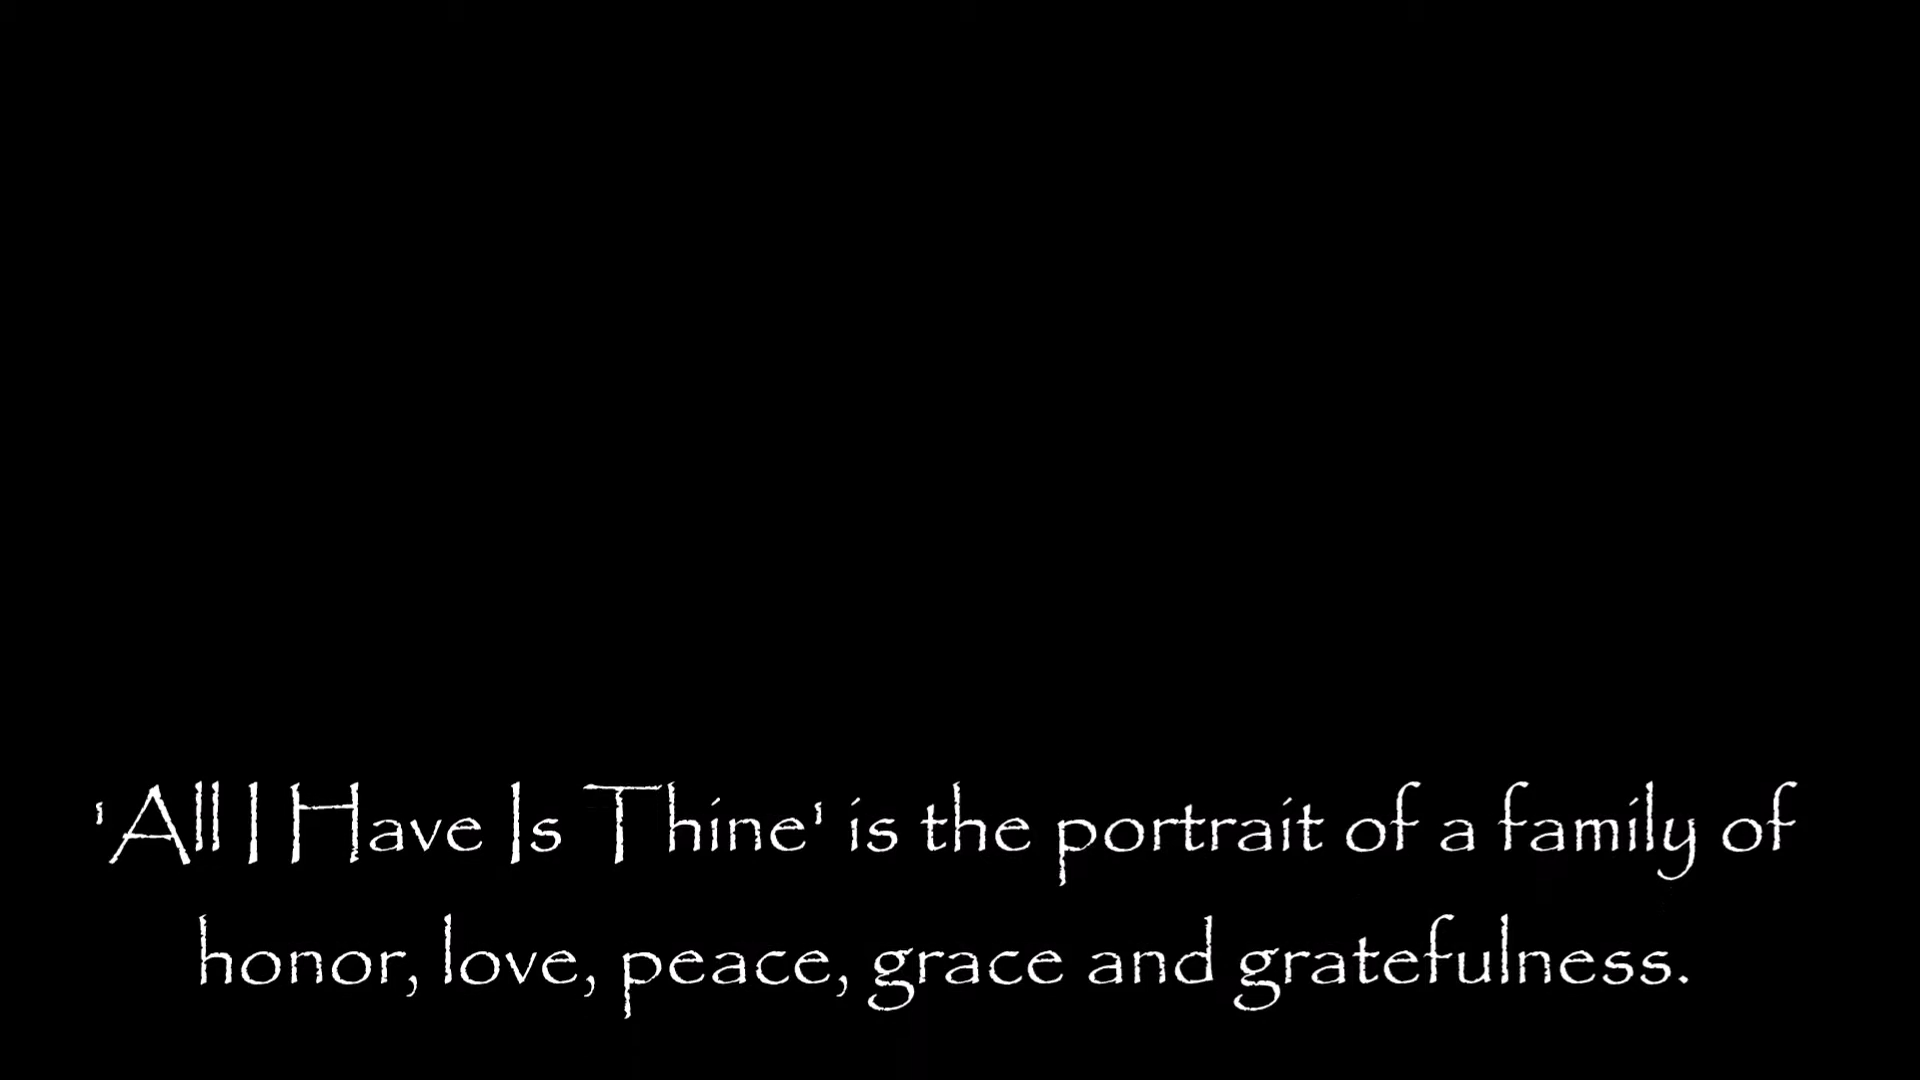 'All I Have Is Thine' is the portrait of a family of
honor, love, peace, grace and gratefulness.